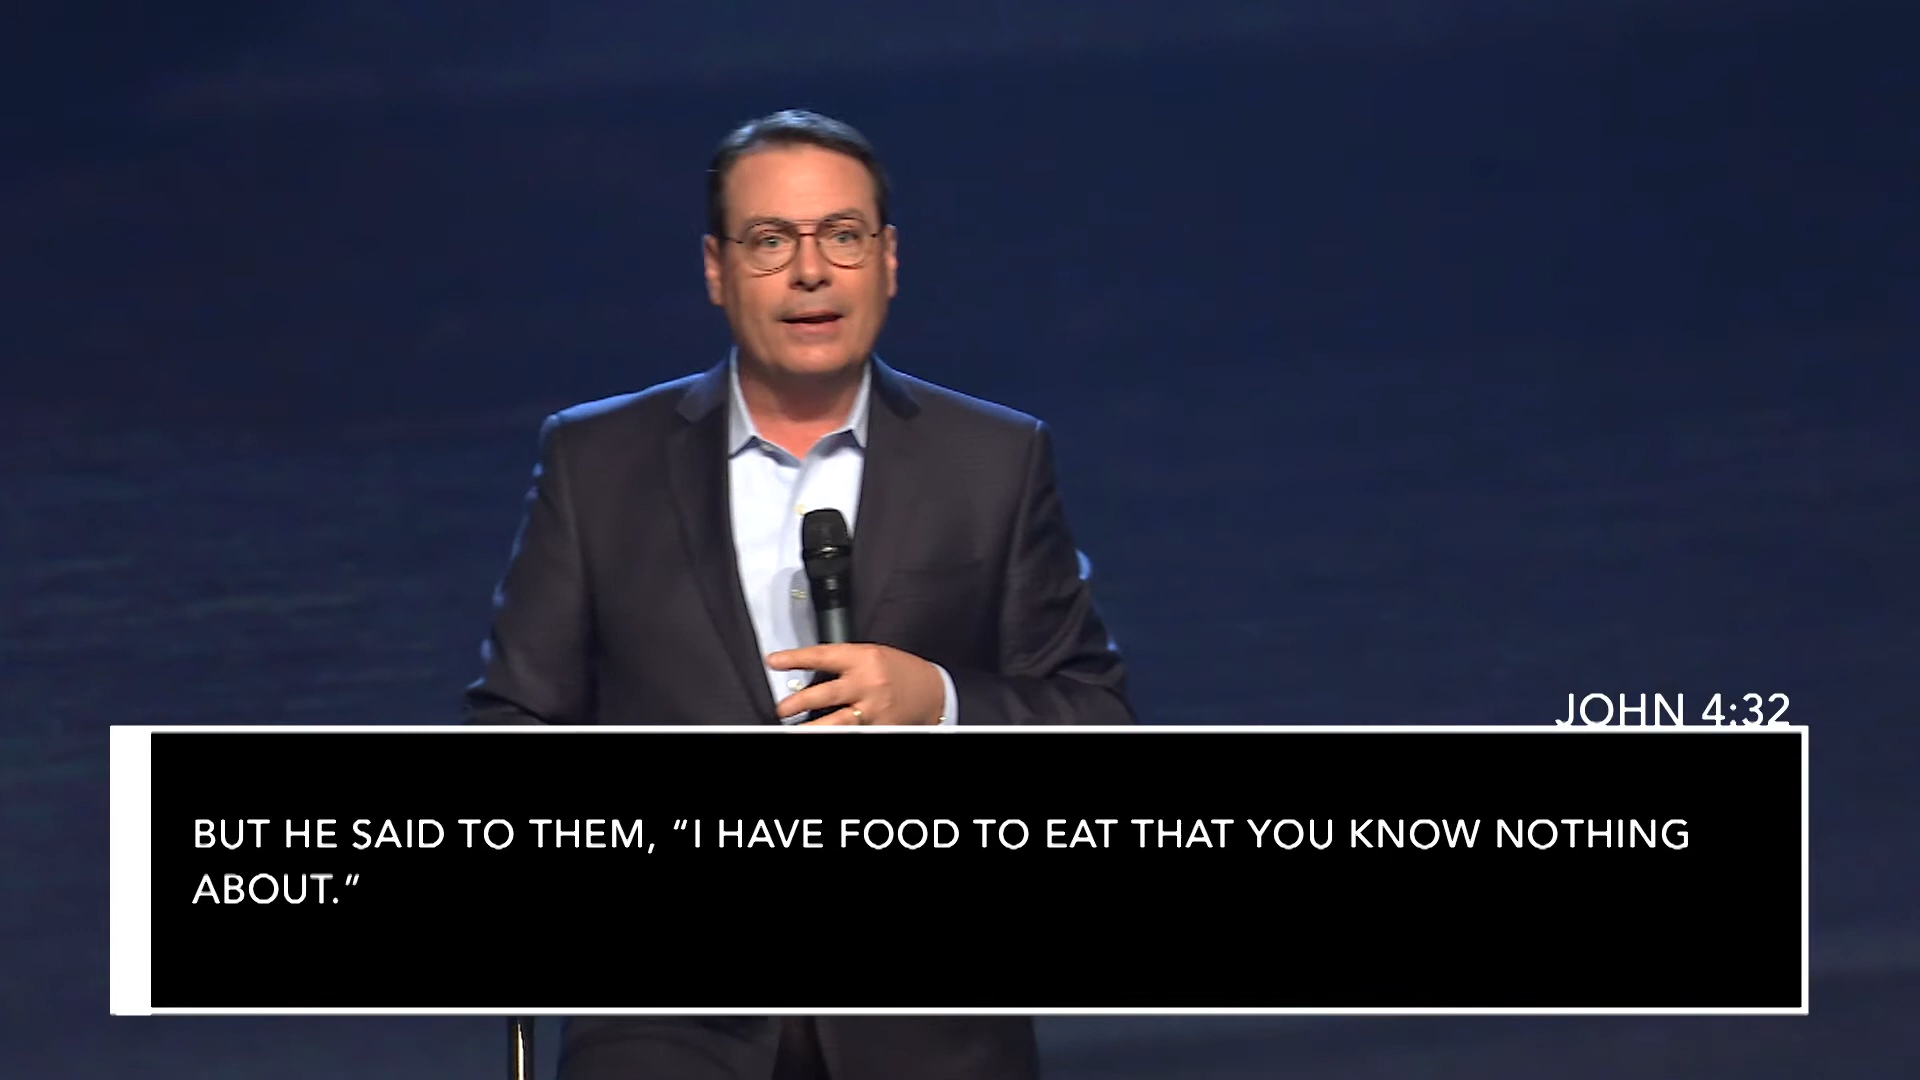 JOHN 4:32
BUT HE SAID TO THEM, “I HAVE FOOD TO EAT THAT YOU KNOW NOTHING
ABOUT.”